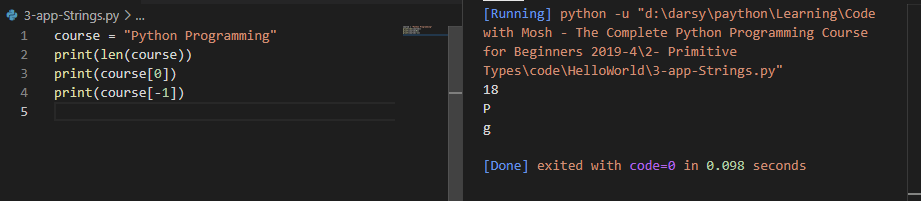 3-app-Strings.py > ...
1 course = "Python Programming"
2 print(len(course))
3 print(course[0])
4 print(course[-1])
5
[Running] python -u "d:\darsy\paython\Learning\Code
with Mosh - The Complete Python Programming Course
for Beginners 2019-4\2- Primitive
Types\code\HelloWorld\3-app-Strings.py"
18
P
g
[Done] exited with code=0 in 0.098 seconds